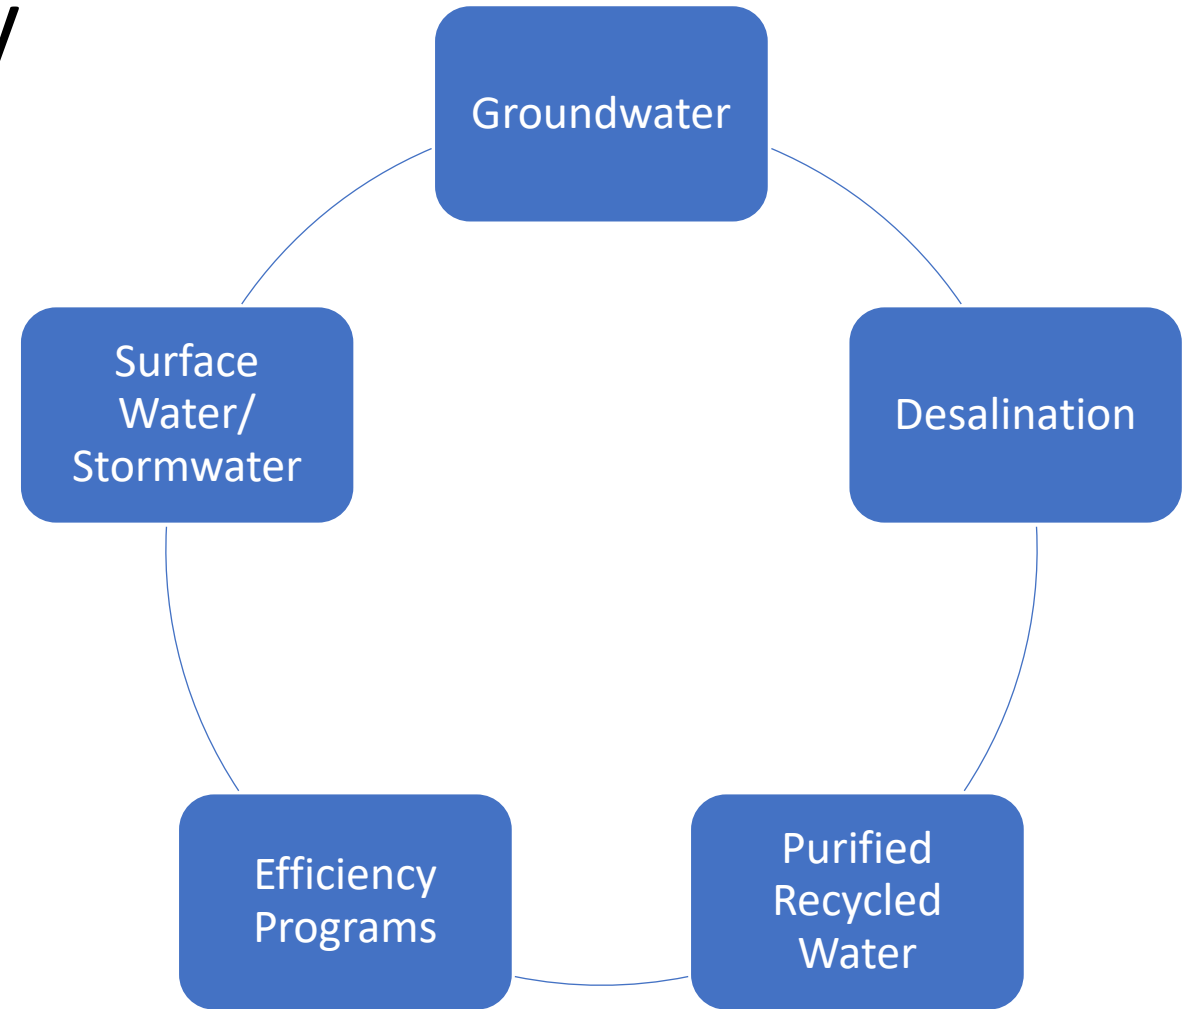 y
Groundwater
Desalination
Purified
Recycled
Water
Efficiency
Programs
Surface
Water/
Stormwater